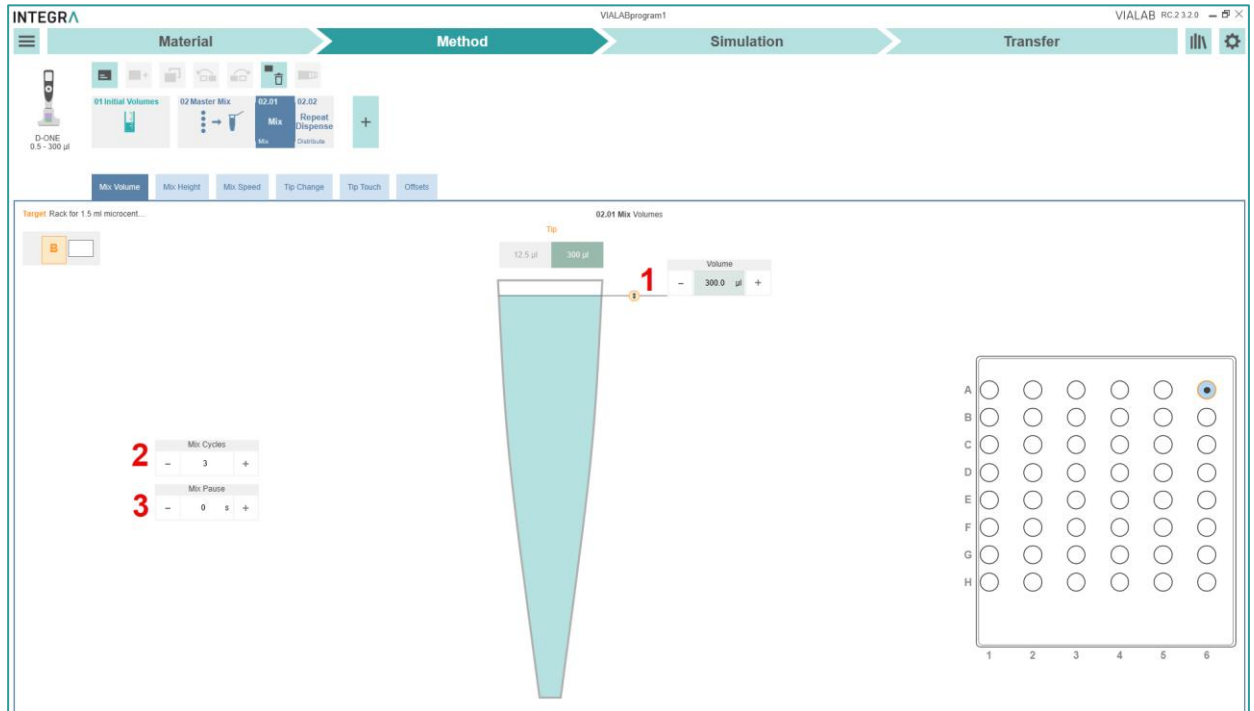 INTEGRA
VIALABprogram1
VIALAB RC.2 3.2.0
Material
Method
Simulation
Transfer
D-ONE
0.5 - 300 µl
01 Initial Volumes
02 Master Mix
02.01
Mix
Mix
02.02
Repeat
Dispense
Distribute
+
Mix Volume
Mix Height
Mix Speed
Tip Change
Tip Touch
Offsets
Target Rack for 1.5 ml microcent...
02.01 Mix Volumes
B
Tip
12.5 µl
300 µl
1
Volume
- 300.0 µl +
2
Mix Cycles
- 3 +
3
Mix Pause
- 0 s +
A
B
C
D
E
F
G
H
1 2 3 4 5 6